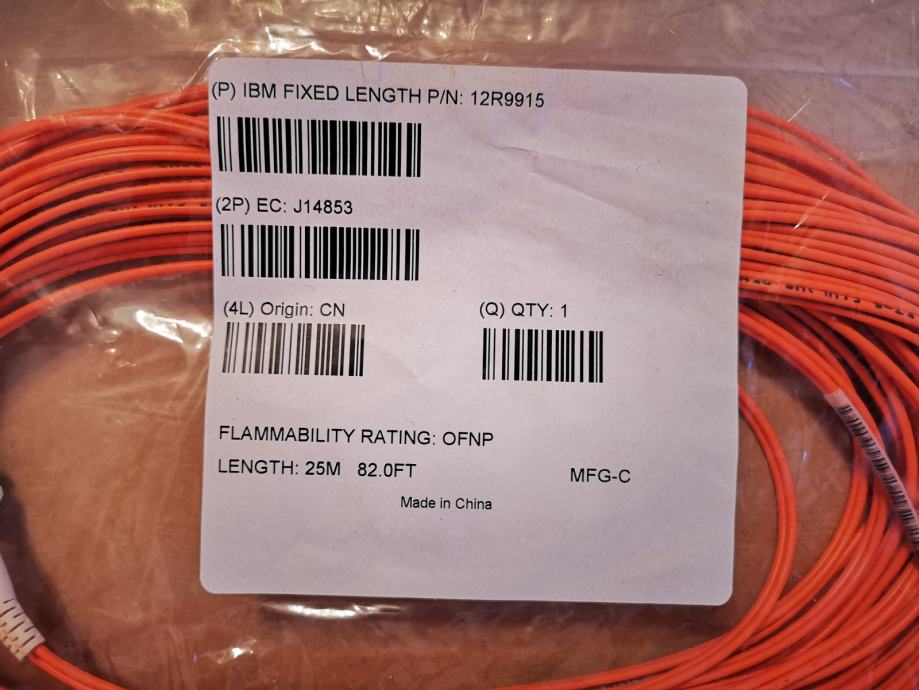 (P) IBM FIXED LENGTH P/N: 12R9915
(2P) EC: J14853
(4L) Origin: CN
(Q) QTY: 1
FLAMMABILITY RATING: OFNP
LENGTH: 25M 82.0FT
MFG-C
Made in China